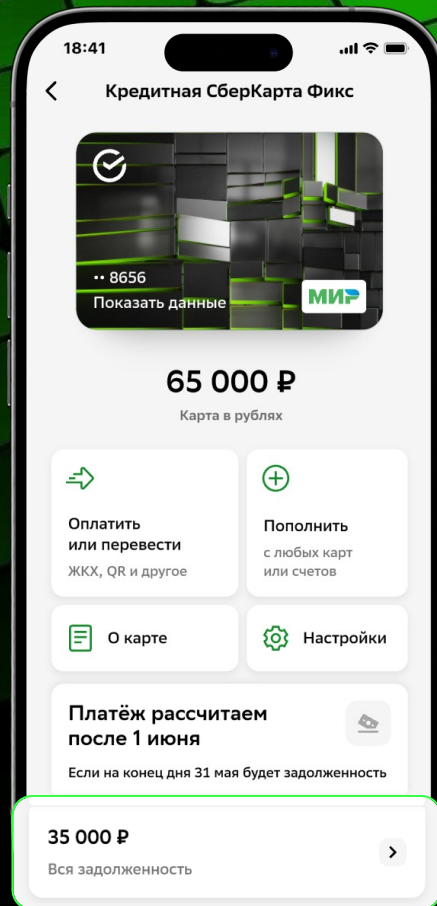 18:41
Кредитная СберКарта Фикс
•• 8656
Показать данные
МИР
65 000 ₽
Карта в рублях
Оплатить
или перевести
ЖКХ, QR и другое
Пополнить
с любых карт
или счетов
О карте
Настройки
Платёж рассчитаем
после 1 июня
Если на конец дня 31 мая будет задолженность
35 000 ₽
Вся задолженность